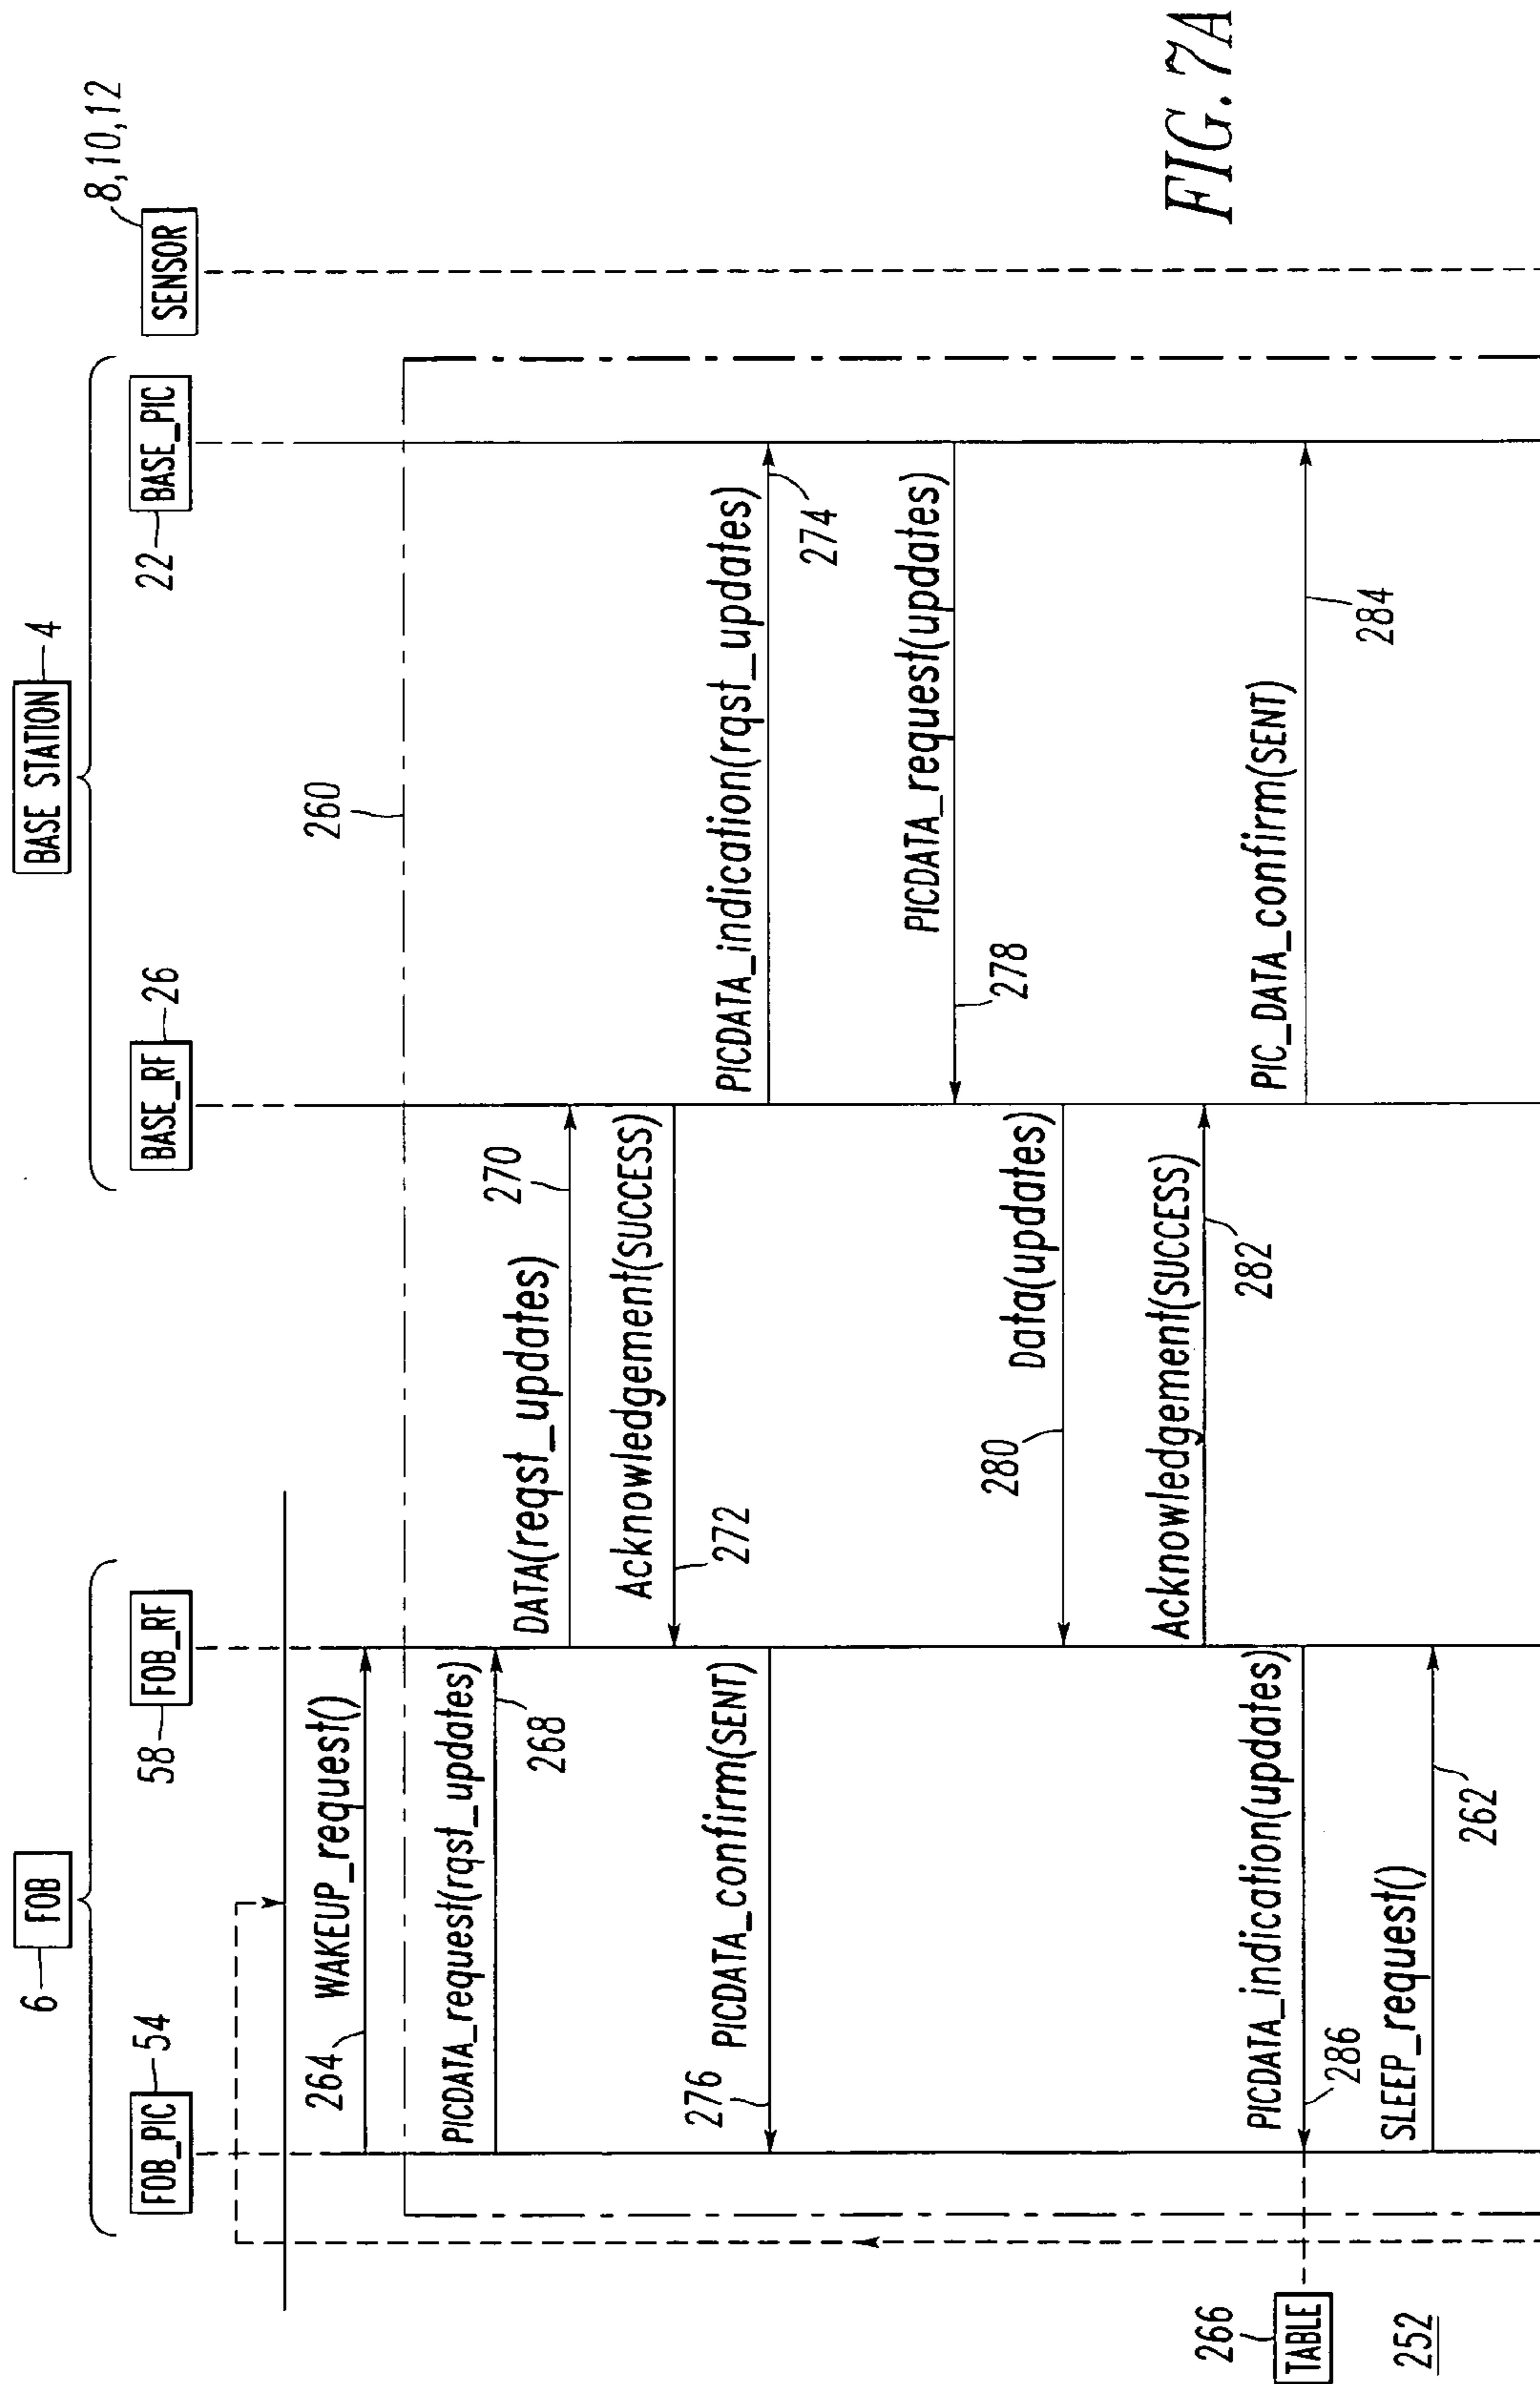 6 FOB
BASE STATION 4
FOB_PIC 54
58 FOB_RF
BASE_RF 26
22 BASE_PIC
SENSOR 8,10,12
264 WAKEUP_request()
260
PICDATA_request(rqst_updates)
268
DATA(reqst_updates)
270
Acknowledgement(SUCCESS)
272
276 PICDATA_confirm(SENT)
PICDATA_indication(rqst_updates)
274
PICDATA_request(updates)
278
Data(updates)
280
Acknowledgement(SUCCESS)
282
266
TABLE
PICDATA_indication(updates)
286
PIC_DATA_confirm(SENT)
284
SLEEP_request()
262
252
FIG. 7A